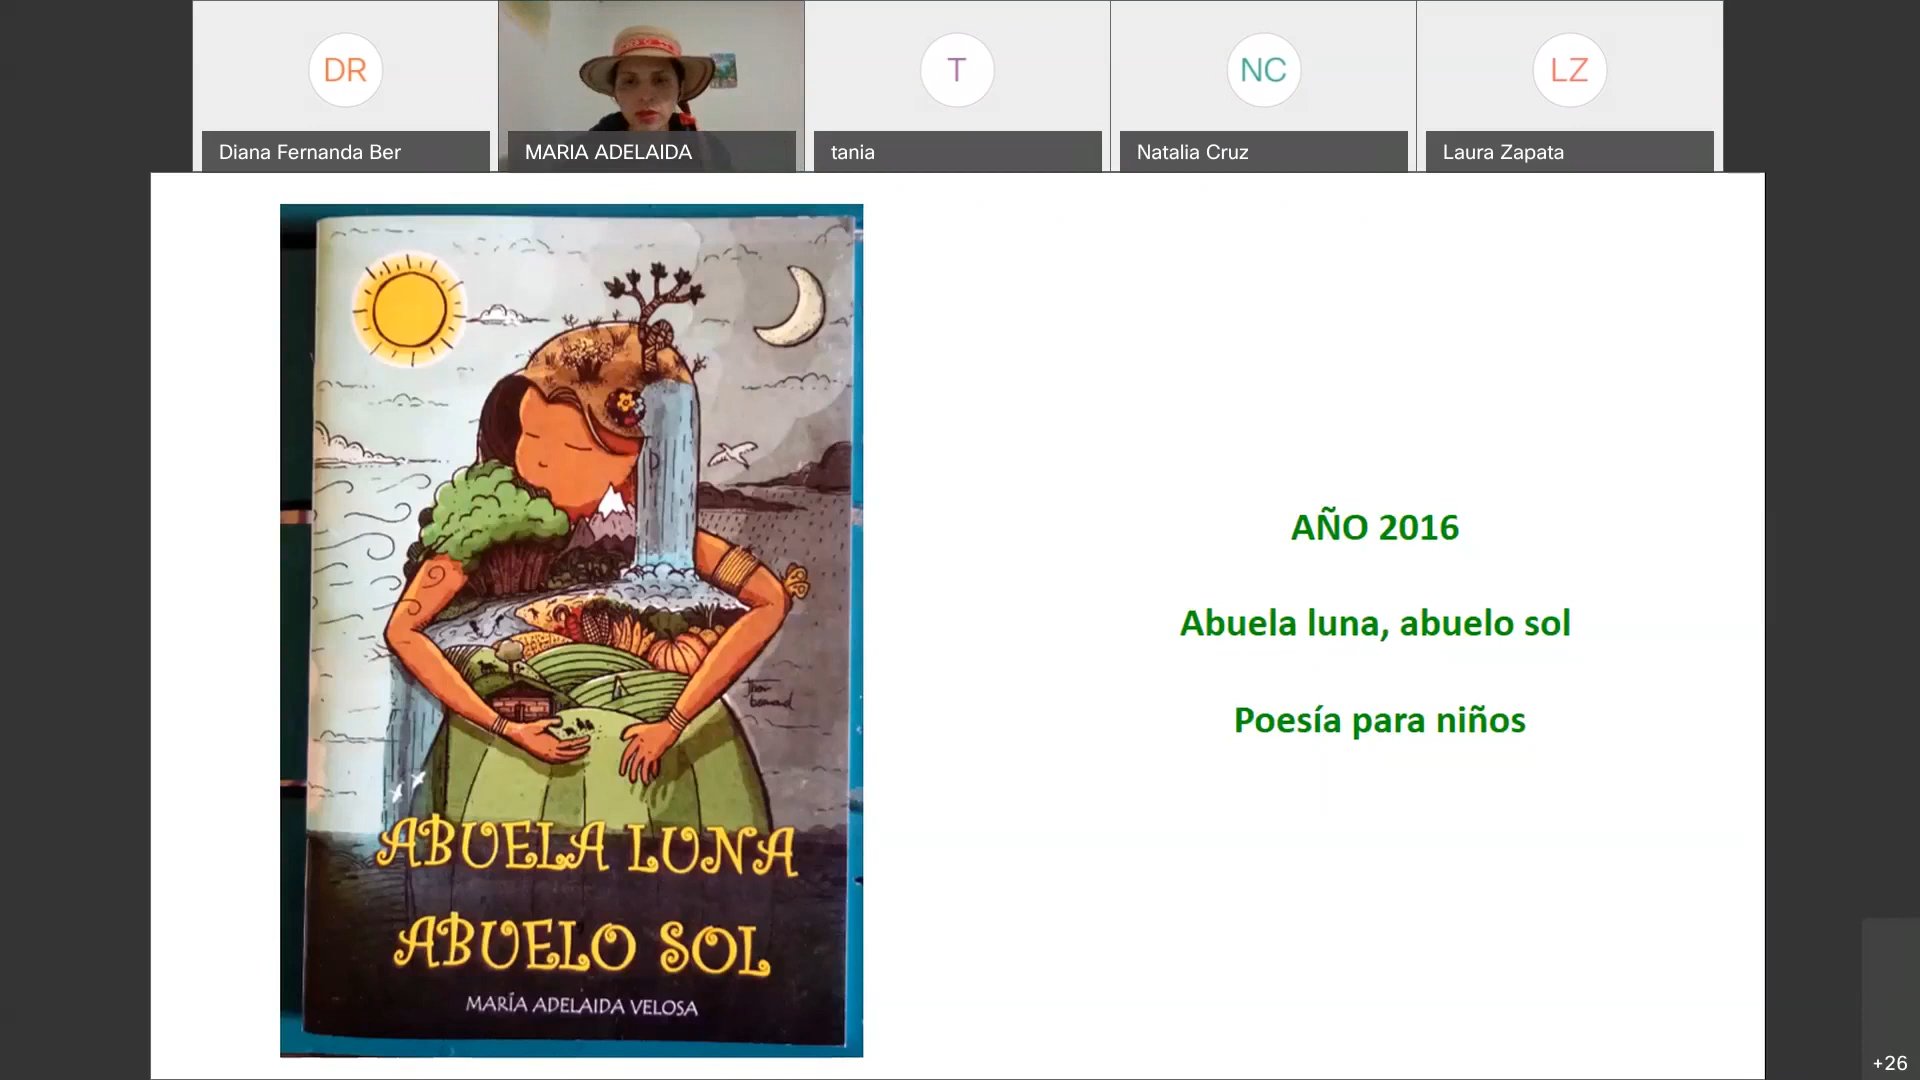 DR
T
NC
LZ
Diana Fernanda Ber
MARIA ADELAIDA
tania
Natalia Cruz
Laura Zapata
ABUELA LUNA
ABUELO SOL
MARÍA ADELAIDA VELOSA
AÑO 2016
Abuela luna, abuelo sol
Poesía para niños
+26